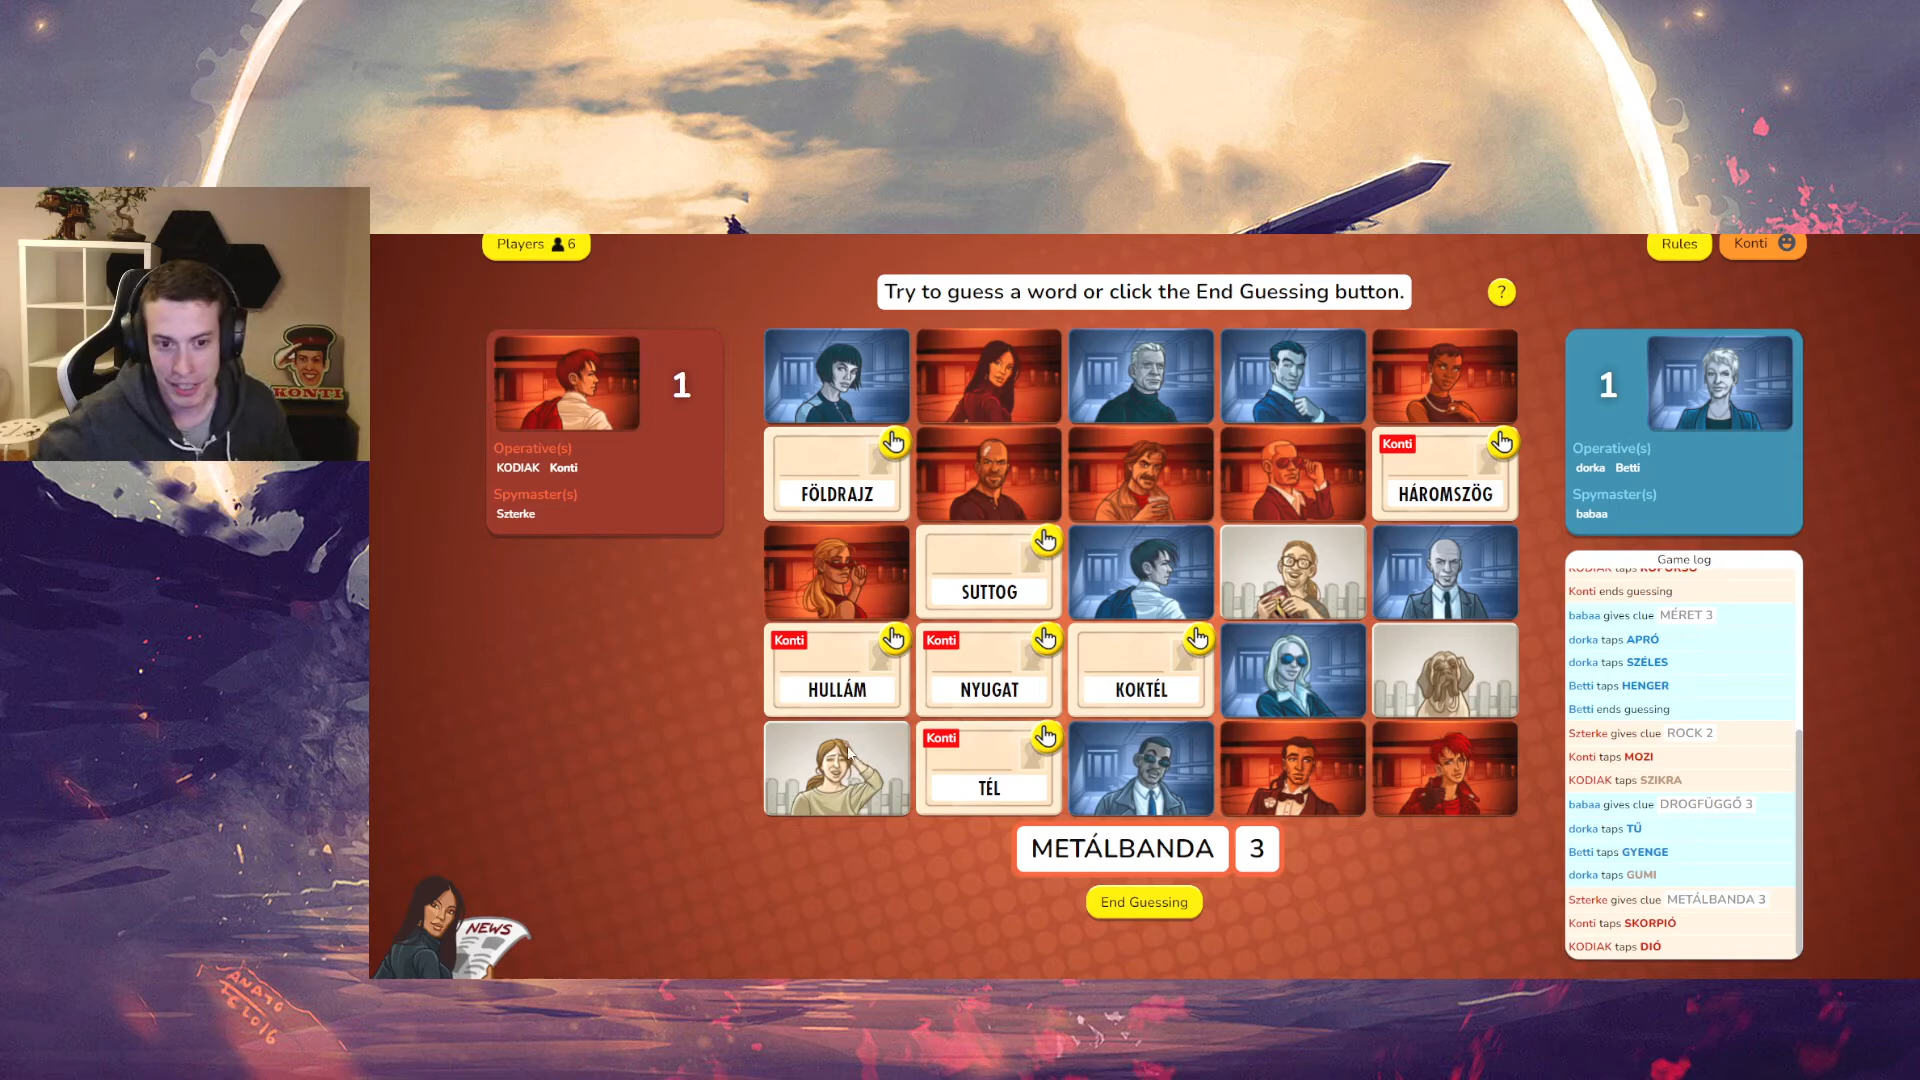 Players 6
Rules
Konti
Try to guess a word or click the End Guessing button.
?
1
Operative(s)
KODIAK Konti
Spymaster(s)
Szterke
KONTI
FÖLDRAJZ
Konti
HÁROMSZÖG
SUTTOG
Konti
HULLÁM
Konti
NYUGAT
KOKTÉL
Konti
TÉL
METÁLBANDA 3
End Guessing
NEWS
1
Operative(s)
dorka Betti
Spymaster(s)
babaa
Game log
KODIAK taps KOPORSÓ
Konti ends guessing
babaa gives clue MÉRET 3
dorka taps APRÓ
dorka taps SZÉLES
Betti taps HENGER
Betti ends guessing
Szterke gives clue ROCK 2
Konti taps MOZI
KODIAK taps SZIKRA
babaa gives clue DROGFÜGGŐ 3
dorka taps TŰ
Betti taps GYENGE
dorka taps GUMI
Szterke gives clue METÁLBANDA 3
Konti taps SKORPIÓ
KODIAK taps DIÓ
2016